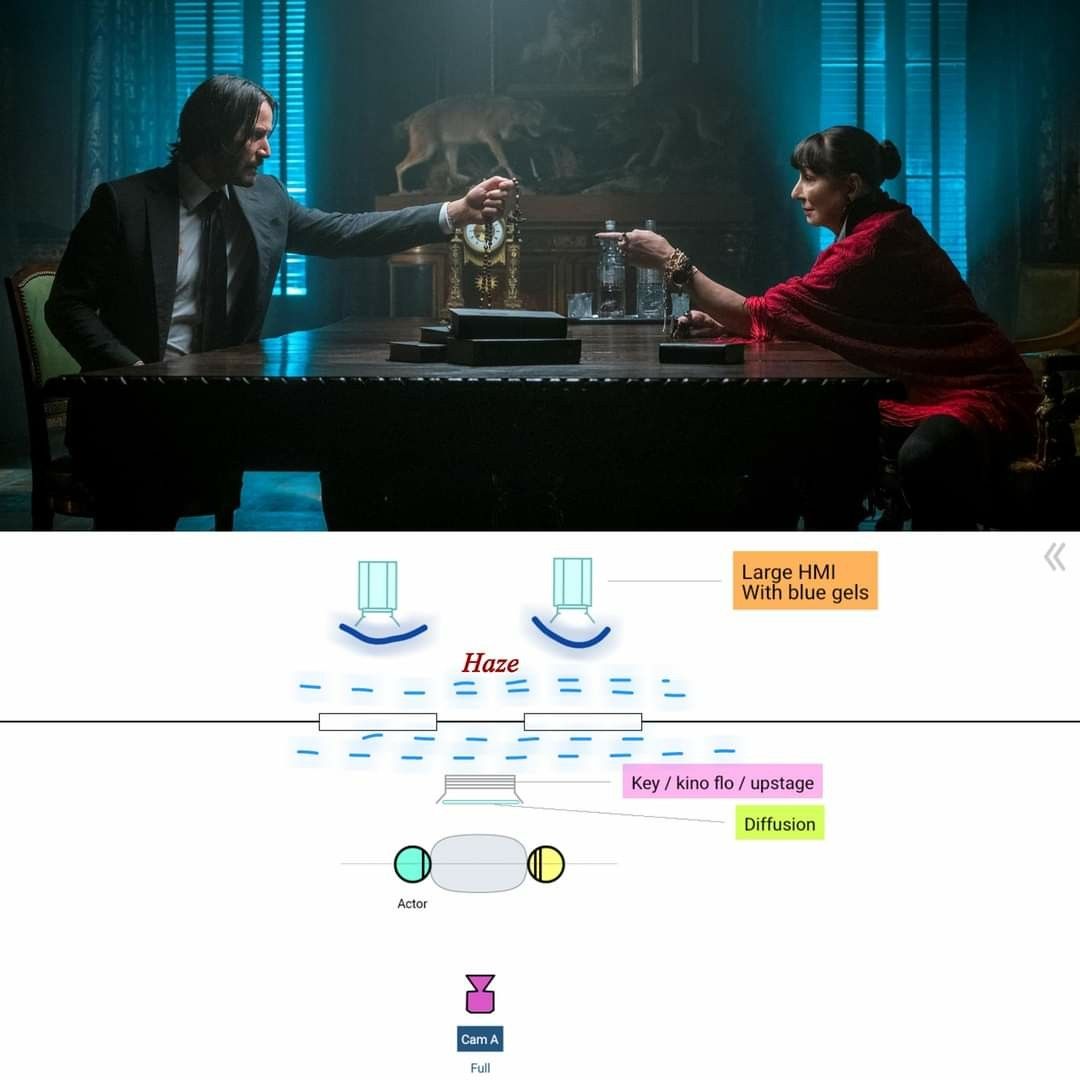 Large HMI
With blue gels
Haze
Key / kino flo / upstage
Diffusion
Actor
Cam A
Full